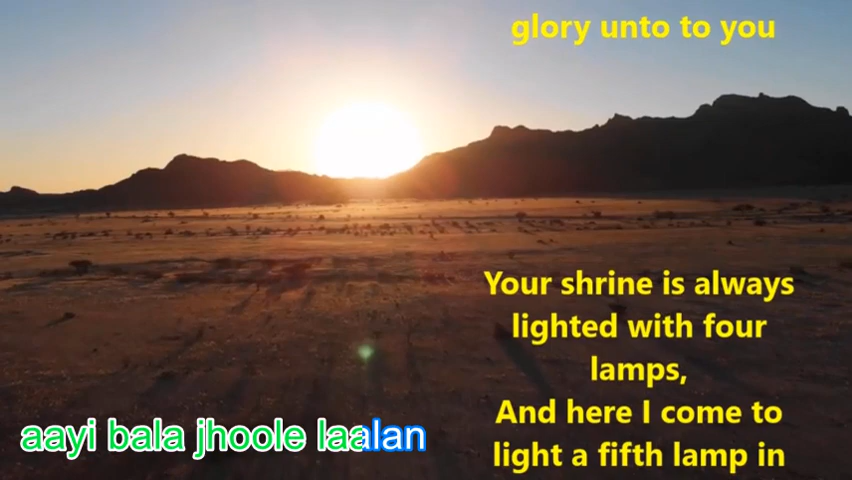 glory unto to you
Your shrine is always
lighted with four
lamps,
And here I come to
light a fifth lamp in
aayi bala jhoole laalan